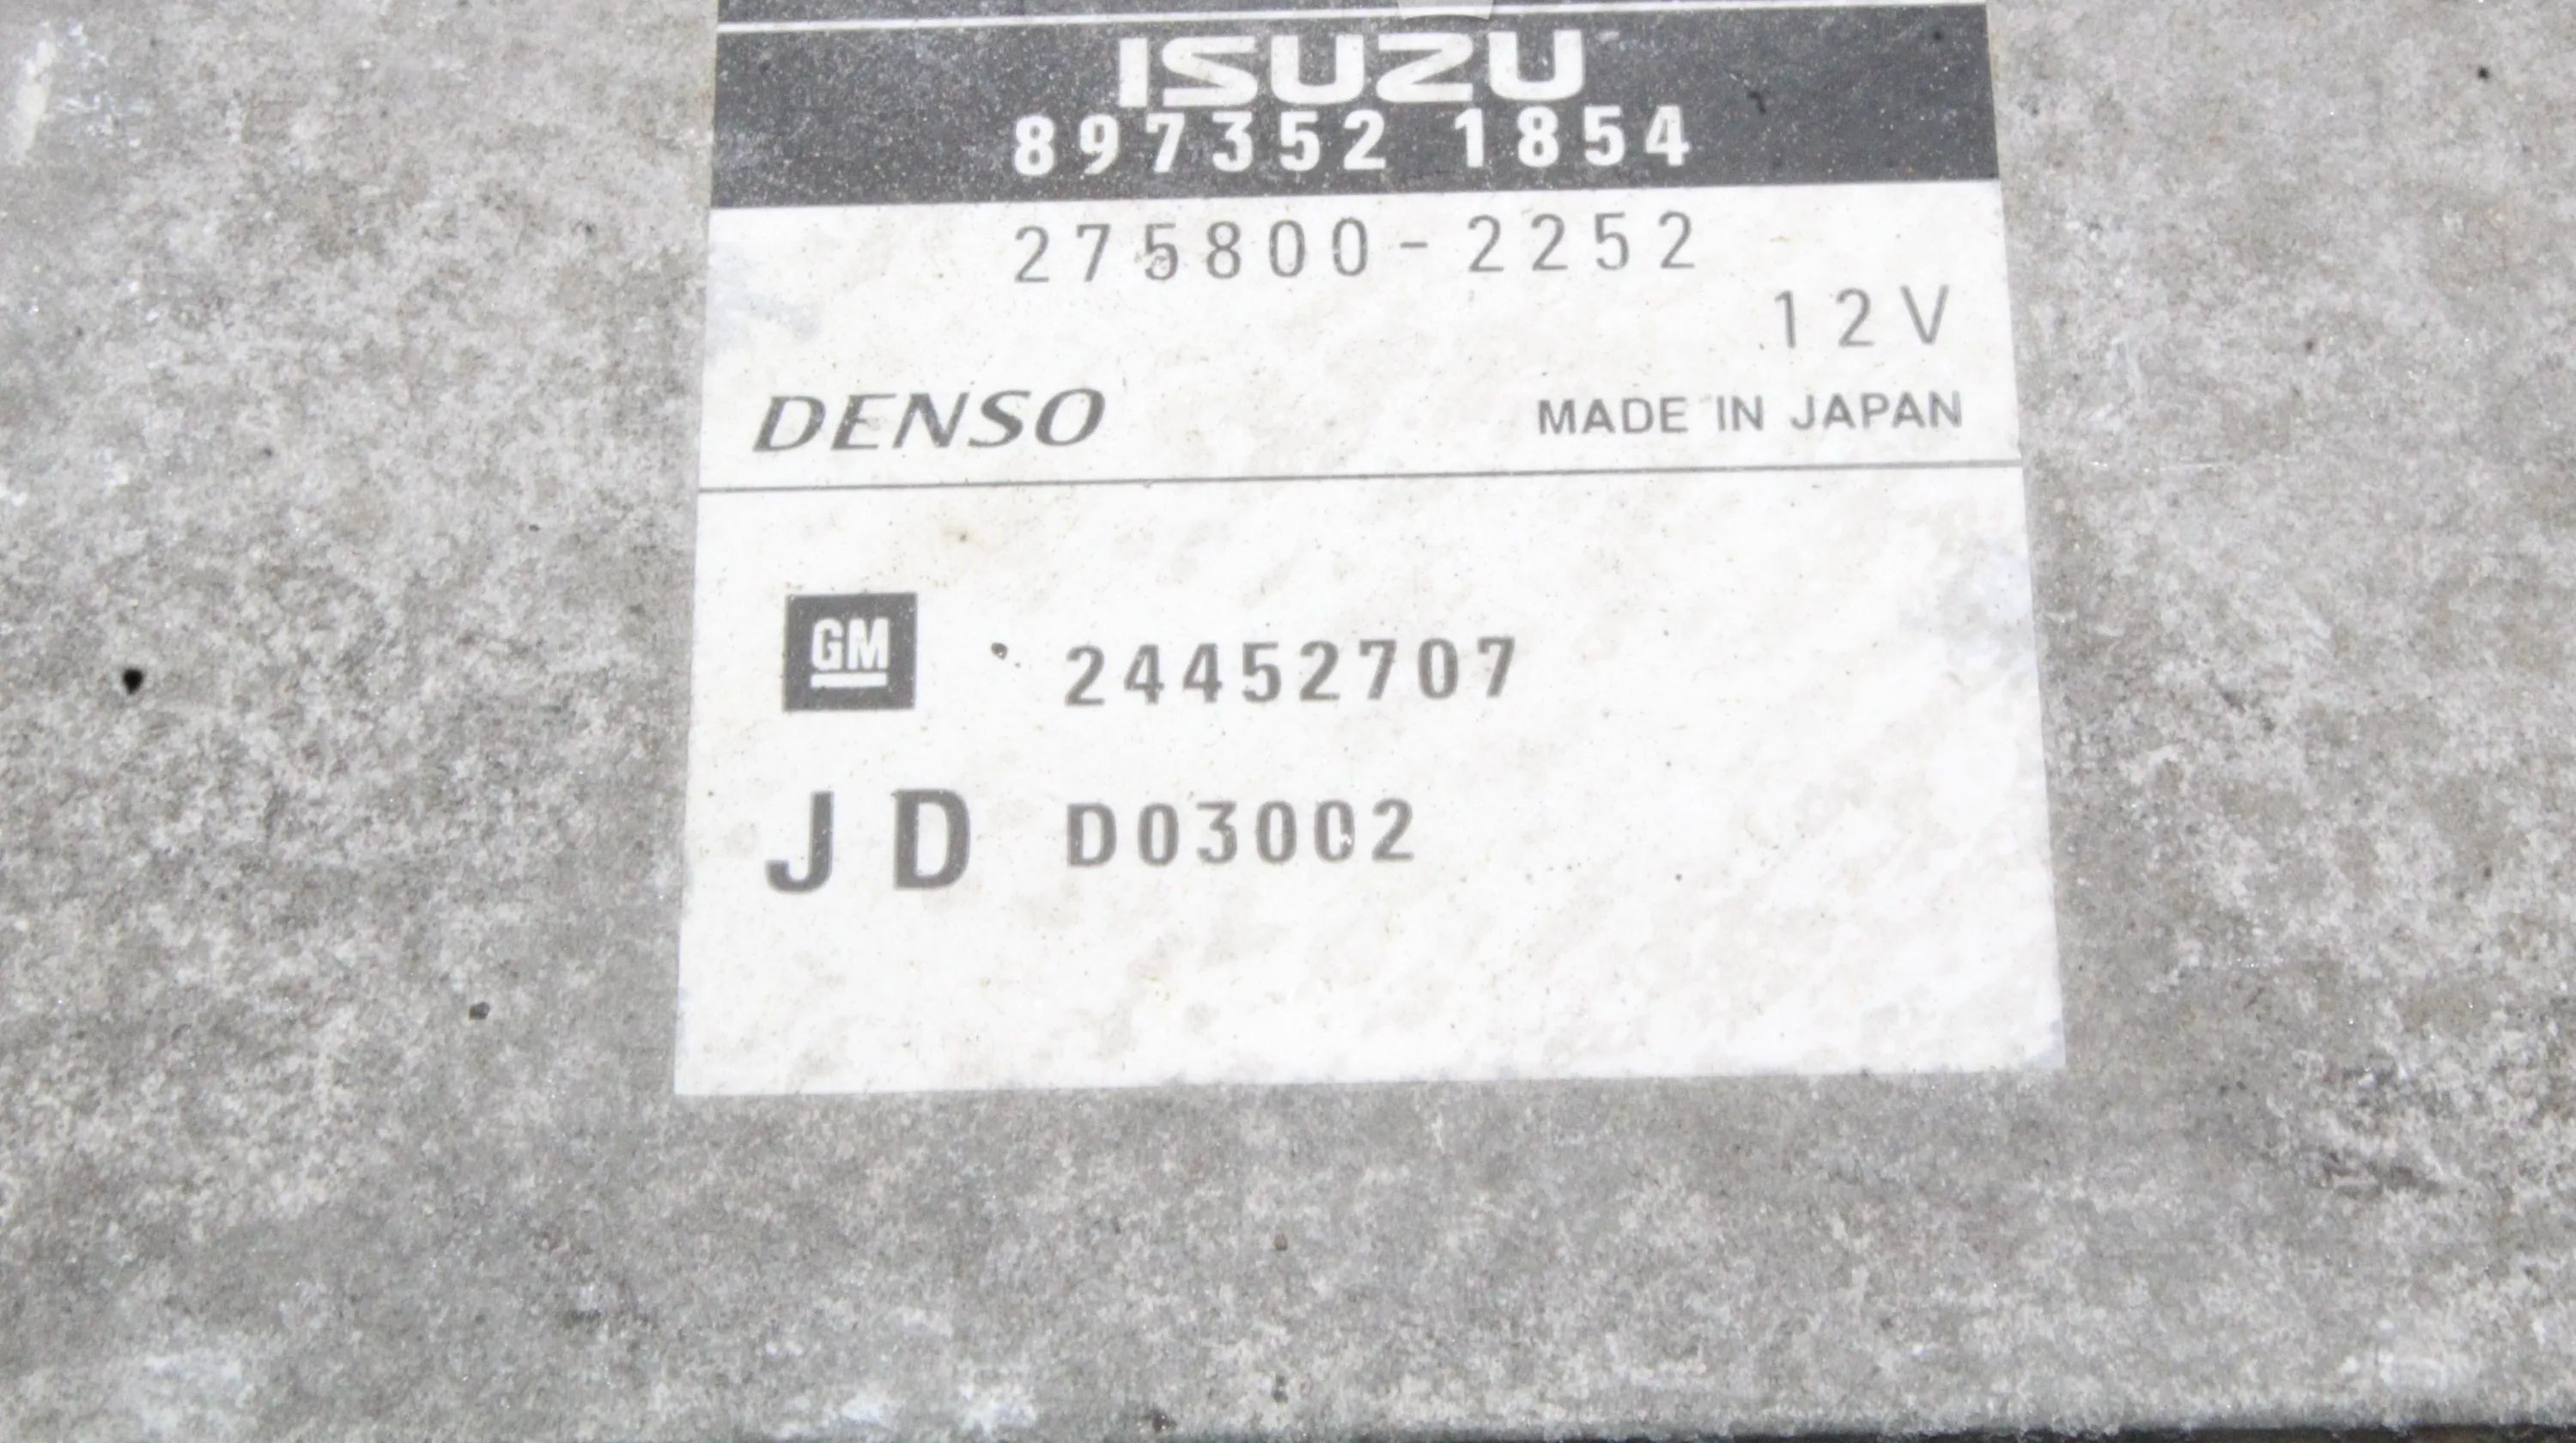 ISUZU
897352 1854
275800-2252
12V
DENSO MADE IN JAPAN
GM 24452707
JD D03002